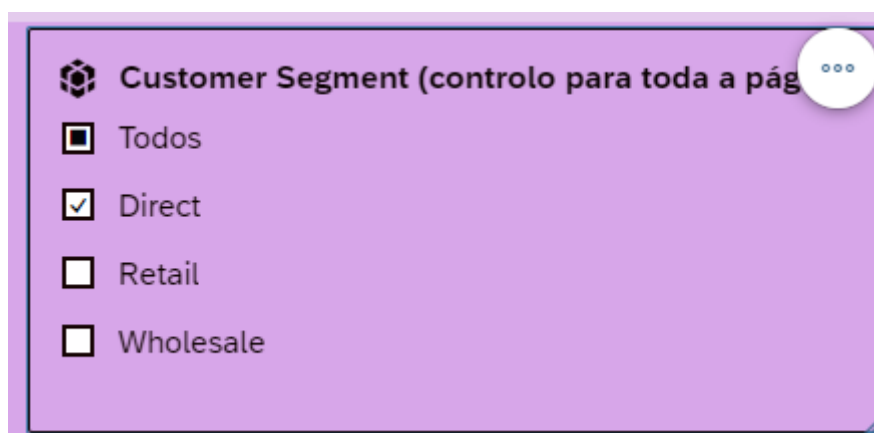 Customer Segment (controlo para toda a pág
Todos
Direct
Retail
Wholesale